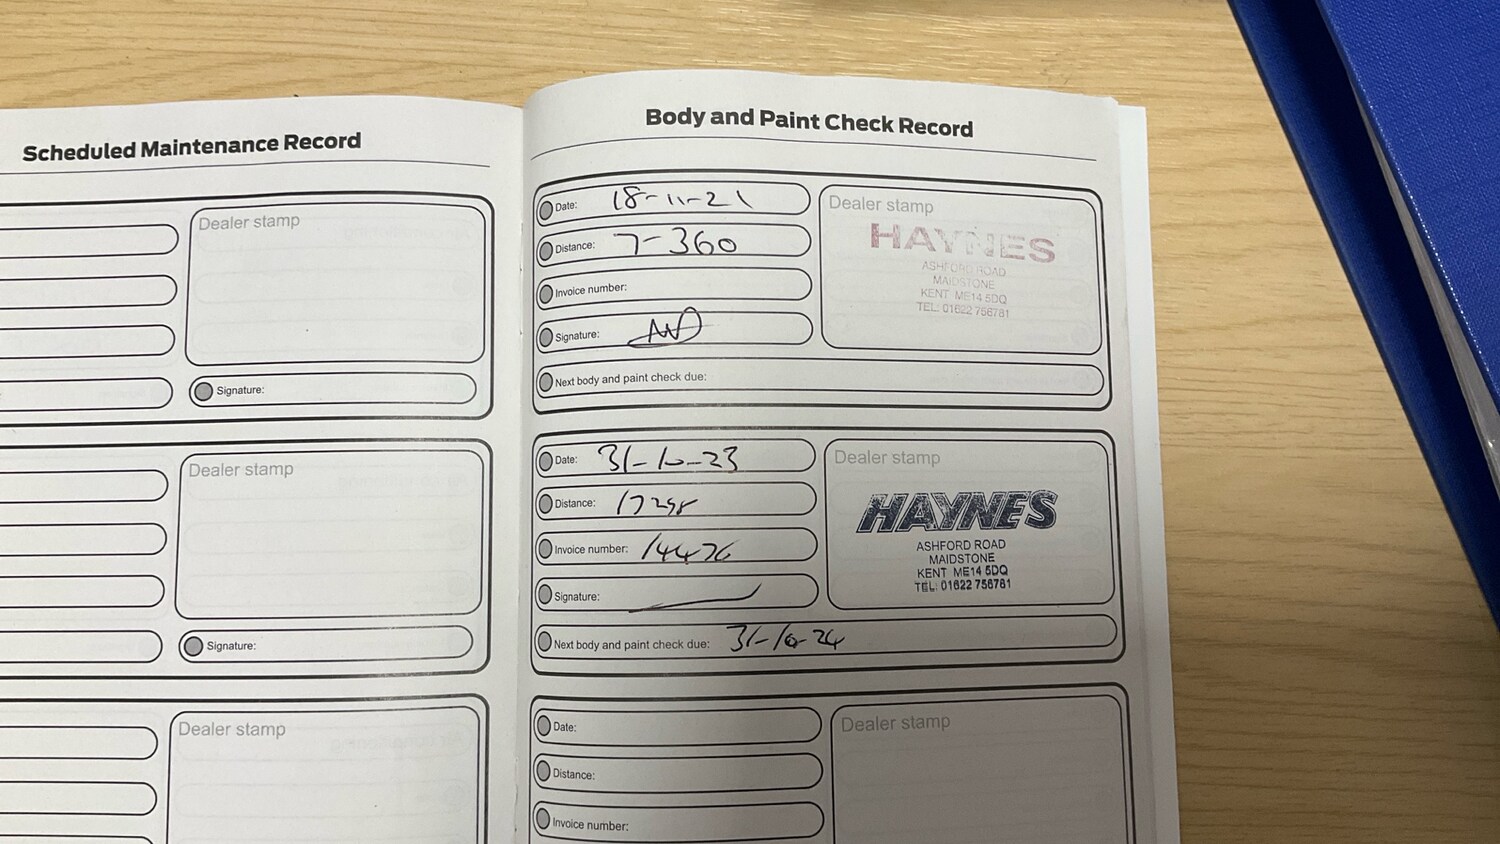 Scheduled Maintenance Record
Dealer stamp
Signature:
Dealer stamp
Signature:
Dealer stamp
Body and Paint Check Record
Date: 18-11-21
Distance: 7-360
Invoice number:
Signature:
Next body and paint check due:
Dealer stamp
HAYNES
ASHFORD ROAD
MAIDSTONE
KENT ME14 5DQ
TEL: 01622 756781
Date: 31-10-23
Distance: 17298
Invoice number: 14476
Signature:
Next body and paint check due: 31-10-24
Dealer stamp
HAYNES
ASHFORD ROAD
MAIDSTONE
KENT ME14 5DQ
TEL: 01622 756781
Date:
Distance:
Invoice number:
Dealer stamp